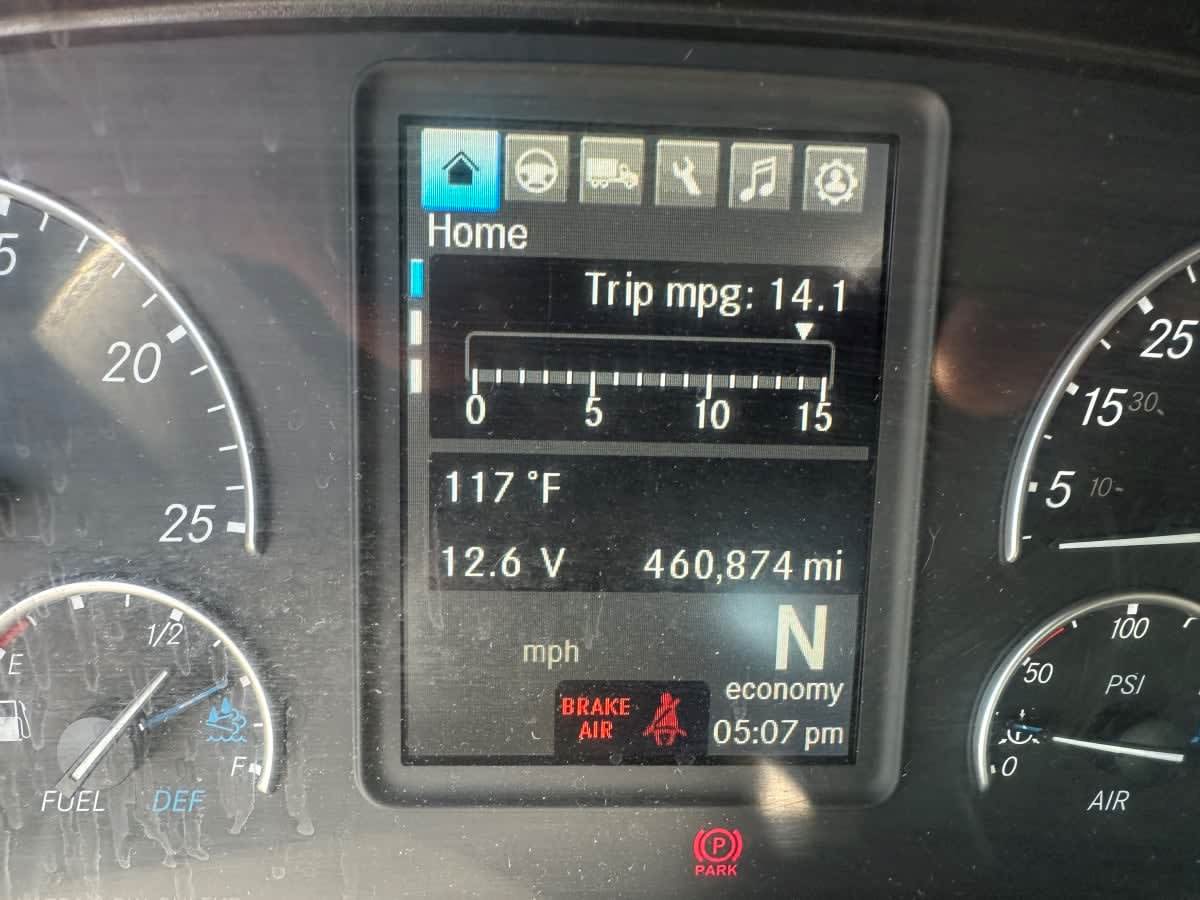 Home
Trip mpg: 14.1
0 5 10 15
117 °F
12.6 V 460,874 mi
N
mph
economy
BRAKE
AIR
05:07 pm
P
PARK
5
20
25
1/2
E
F
FUEL DEF
25
15 30
5 10
100
50
PSI
P
0
AIR